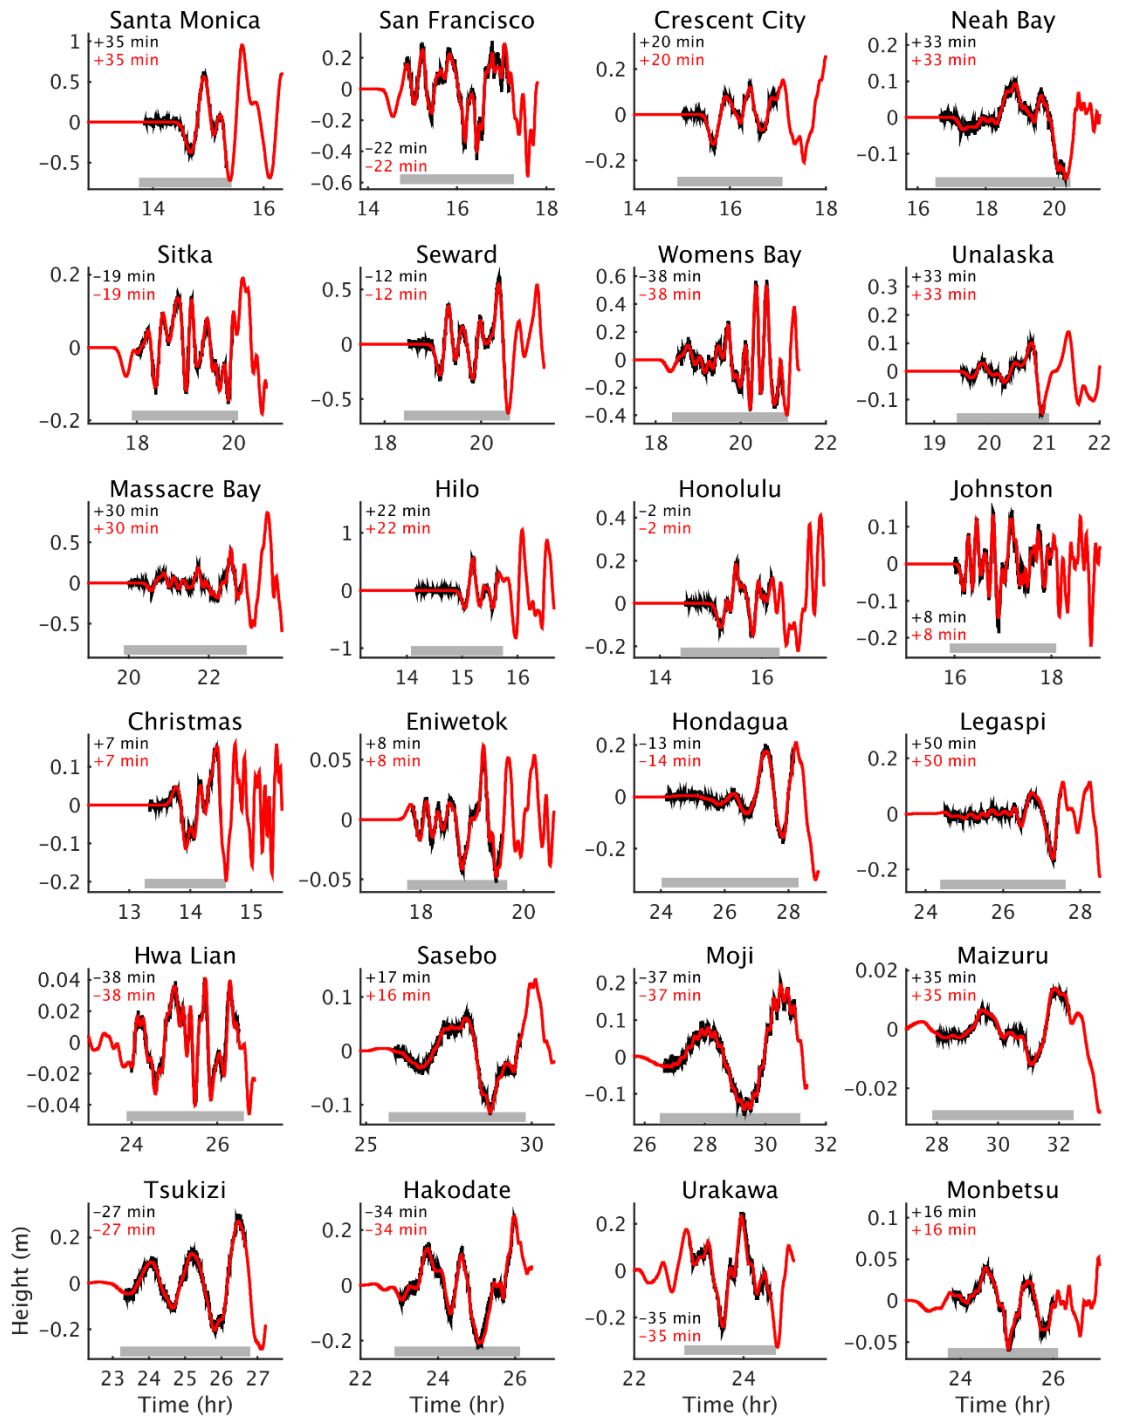 Santa Monica
San Francisco
Crescent City
Neah Bay
1
0.5
0
−0.5
+35 min
+35 min
14
16
0.2
0
−0.2
−0.4
−0.6
−22 min
−22 min
14
16
18
0.2
0
−0.2
+20 min
+20 min
14
15
16
17
18
0.2
0.1
0
−0.1
+33 min
+33 min
16
18
20
Sitka
Seward
Womens Bay
Unalaska
0.2
0
−0.2
−19 min
−19 min
18
20
0.5
0
−0.5
−12 min
−12 min
18
20
0.6
0.4
0.2
0
−0.2
−0.4
−38 min
−38 min
18
20
22
0.3
0.2
0.1
0
−0.1
+33 min
+33 min
19
20
21
22
Massacre Bay
Hilo
Honolulu
Johnston
0.5
0
−0.5
+30 min
+30 min
20
22
1
0
−1
+22 min
+22 min
14
15
16
0.4
0.2
0
−0.2
−2 min
−2 min
14
15
16
0.1
0
−0.1
−0.2
+8 min
+8 min
16
18
Christmas
Eniwetok
Hondagua
Legaspi
0.1
0
−0.1
−0.2
+7 min
+7 min
13
14
15
0.05
0
−0.05
+8 min
+8 min
18
20
0.2
0
−0.2
−13 min
−14 min
24
26
28
0.2
0
−0.2
+50 min
+50 min
24
26
28
Hwa Lian
Sasebo
Moji
Maizuru
0.04
0.02
0
−0.02
−0.04
−38 min
−38 min
24
26
0.1
0
−0.1
+17 min
+16 min
25
30
0.2
0.1
0
−0.1
−37 min
−37 min
26
28
30
32
0.02
0
−0.02
+35 min
+35 min
28
30
32
Tsukizi
Hakodate
Urakawa
Monbetsu
Height (m)
0.2
0
−0.2
−27 min
−27 min
23
24
25
26
27
Time (hr)
0.2
0
−0.2
−34 min
−34 min
22
24
26
Time (hr)
0.2
0
−0.2
−35 min
−35 min
22
24
Time (hr)
0.1
0.05
0
−0.05
+16 min
+16 min
24
26
Time (hr)